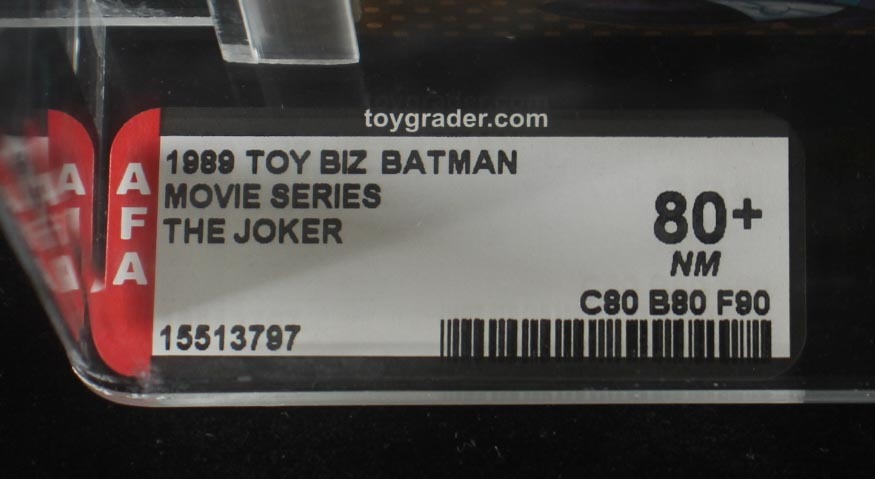 toygrader.com
AFA
1989 TOY BIZ BATMAN
MOVIE SERIES
THE JOKER
80+
NM
C80 B80 F90
15513797